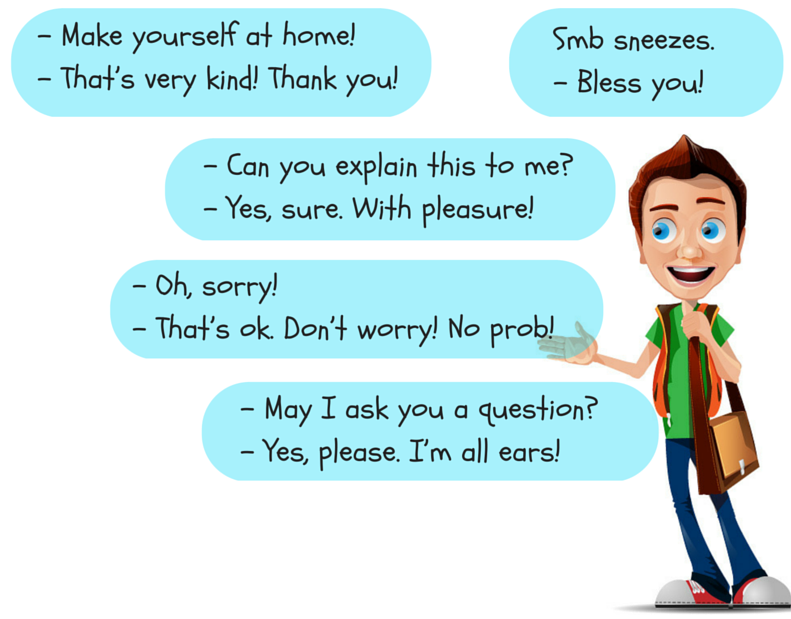 – Make yourself at home!
– That's very kind! Thank you!
Smb sneezes.
– Bless you!
– Can you explain this to me?
– Yes, sure. With pleasure!
– Oh, sorry!
– That's ok. Don't worry! No prob!
– May I ask you a question?
– Yes, please. I'm all ears!